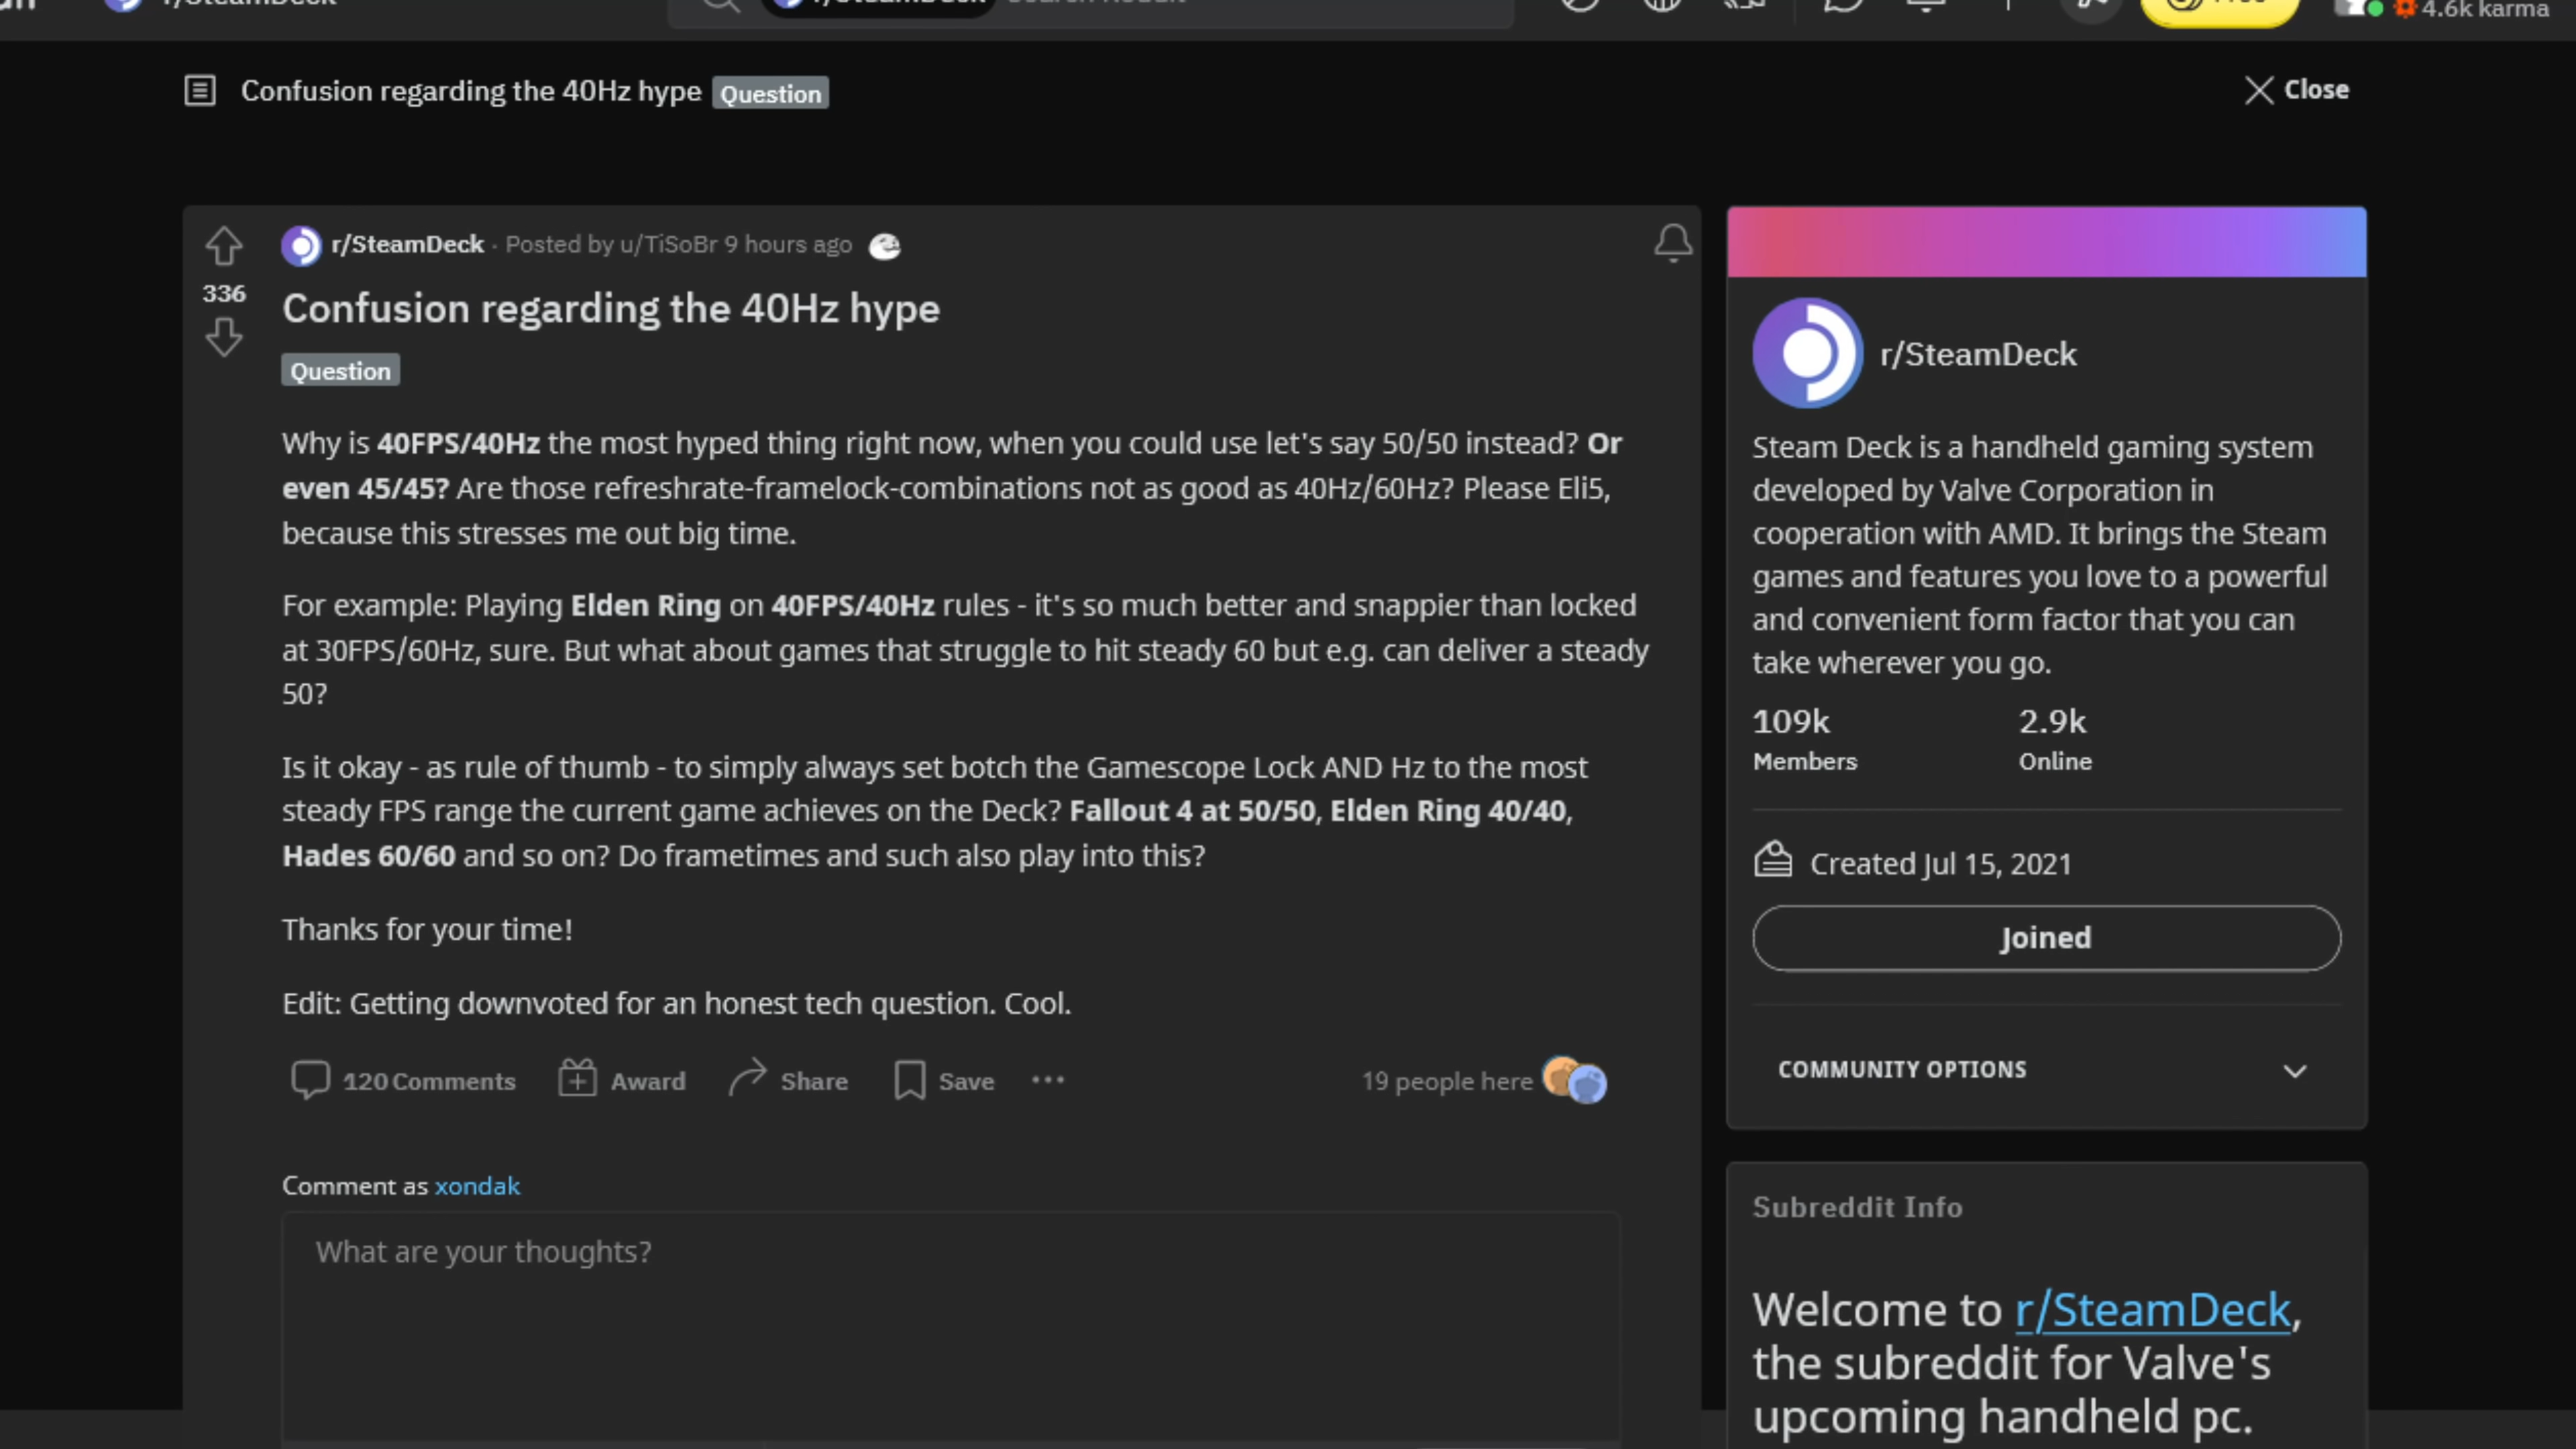 4.6k karma
Confusion regarding the 40Hz hype Question
Close
r/SteamDeck · Posted by u/TiSoBr 9 hours ago
336
Confusion regarding the 40Hz hype
Question
Why is 40FPS/40Hz the most hyped thing right now, when you could use let's say 50/50 instead? Or
even 45/45? Are those refreshrate-framelock-combinations not as good as 40Hz/60Hz? Please Eli5,
because this stresses me out big time.
For example: Playing Elden Ring on 40FPS/40Hz rules - it's so much better and snappier than locked
at 30FPS/60Hz, sure. But what about games that struggle to hit steady 60 but e.g. can deliver a steady
50?
Is it okay - as rule of thumb - to simply always set botch the Gamescope Lock AND Hz to the most
steady FPS range the current game achieves on the Deck? Fallout 4 at 50/50, Elden Ring 40/40,
Hades 60/60 and so on? Do frametimes and such also play into this?
Thanks for your time!
Edit: Getting downvoted for an honest tech question. Cool.
120 Comments Award Share Save ··· 19 people here
Comment as xondak
What are your thoughts?
r/SteamDeck
Steam Deck is a handheld gaming system
developed by Valve Corporation in
cooperation with AMD. It brings the Steam
games and features you love to a powerful
and convenient form factor that you can
take wherever you go.
109k 2.9k
Members Online
Created Jul 15, 2021
Joined
COMMUNITY OPTIONS
Subreddit Info
Welcome to r/SteamDeck,
the subreddit for Valve's
upcoming handheld pc.